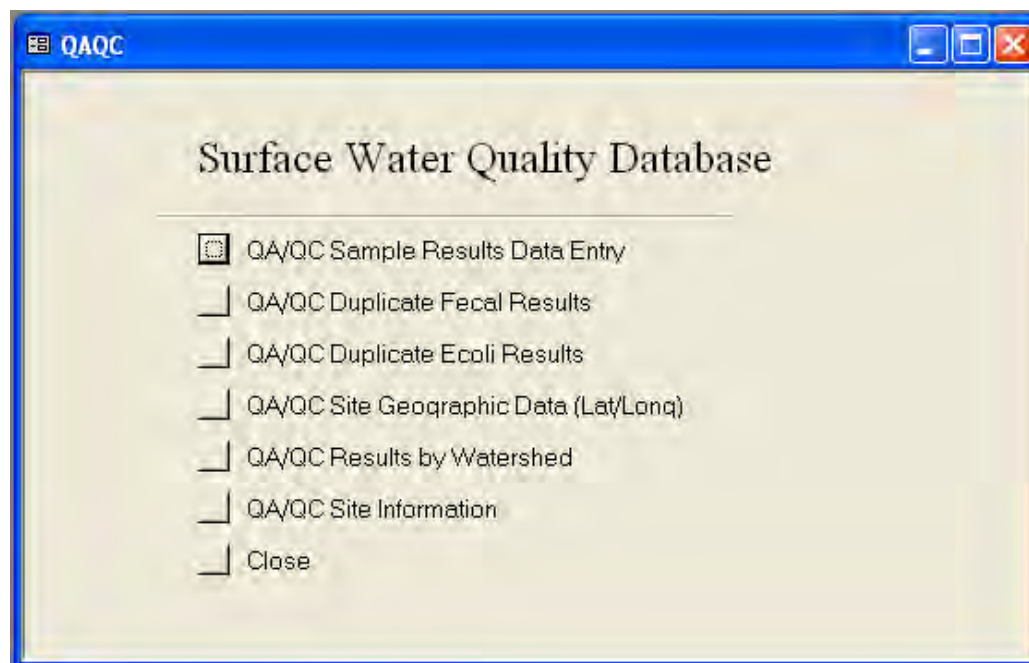 QAQC
Surface Water Quality Database
QA/QC Sample Results Data Entry
QA/QC Duplicate Fecal Results
QA/QC Duplicate Ecoli Results
QA/QC Site Geographic Data (Lat/Long)
QA/QC Results by Watershed
QA/QC Site Information
Close